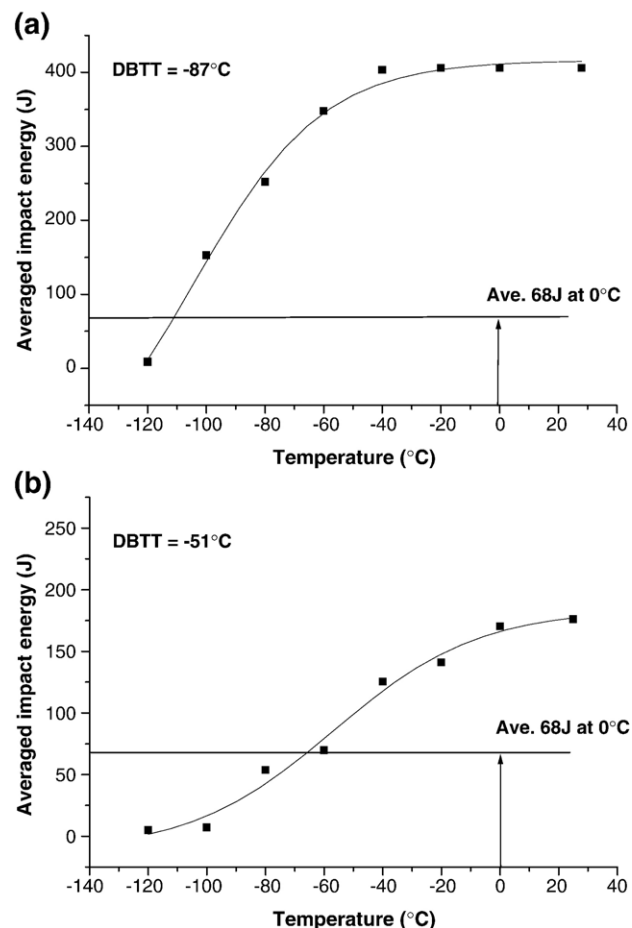 (a)
DBTT = -87°C
Averaged impact energy (J)
400
300
200
100
0
Ave. 68J at 0°C
-140 -120 -100 -80 -60 -40 -20 0 20 40
Temperature (°C)
(b)
DBTT = -51°C
Averaged impact energy (J)
250
200
150
100
50
0
Ave. 68J at 0°C
-140 -120 -100 -80 -60 -40 -20 0 20 40
Temperature (°C)